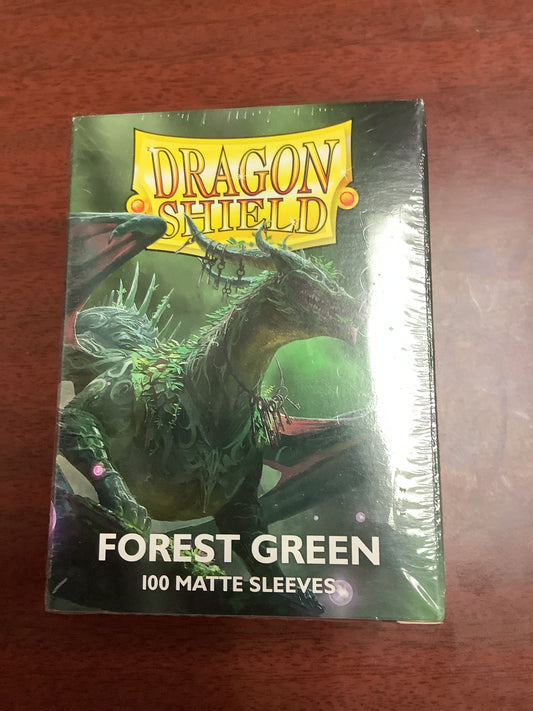 DRAGON
SHIELD
FOREST GREEN
100 MATTE SLEEVES